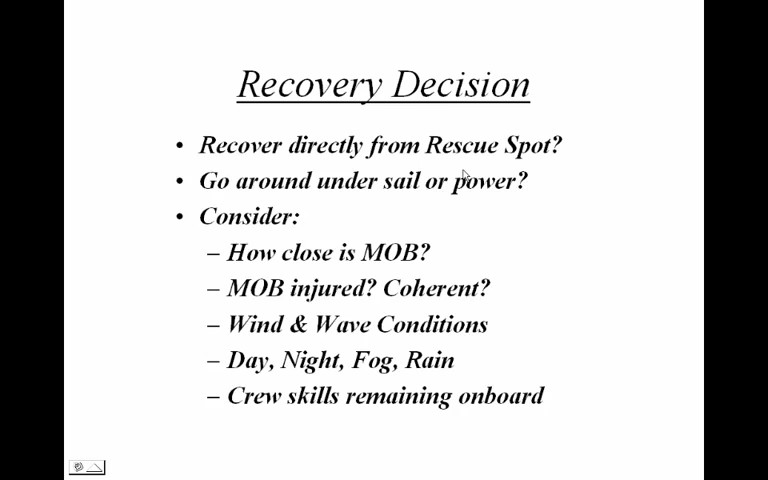 Recovery Decision
• Recover directly from Rescue Spot?
• Go around under sail or power?
• Consider:
– How close is MOB?
– MOB injured? Coherent?
– Wind & Wave Conditions
– Day, Night, Fog, Rain
– Crew skills remaining onboard